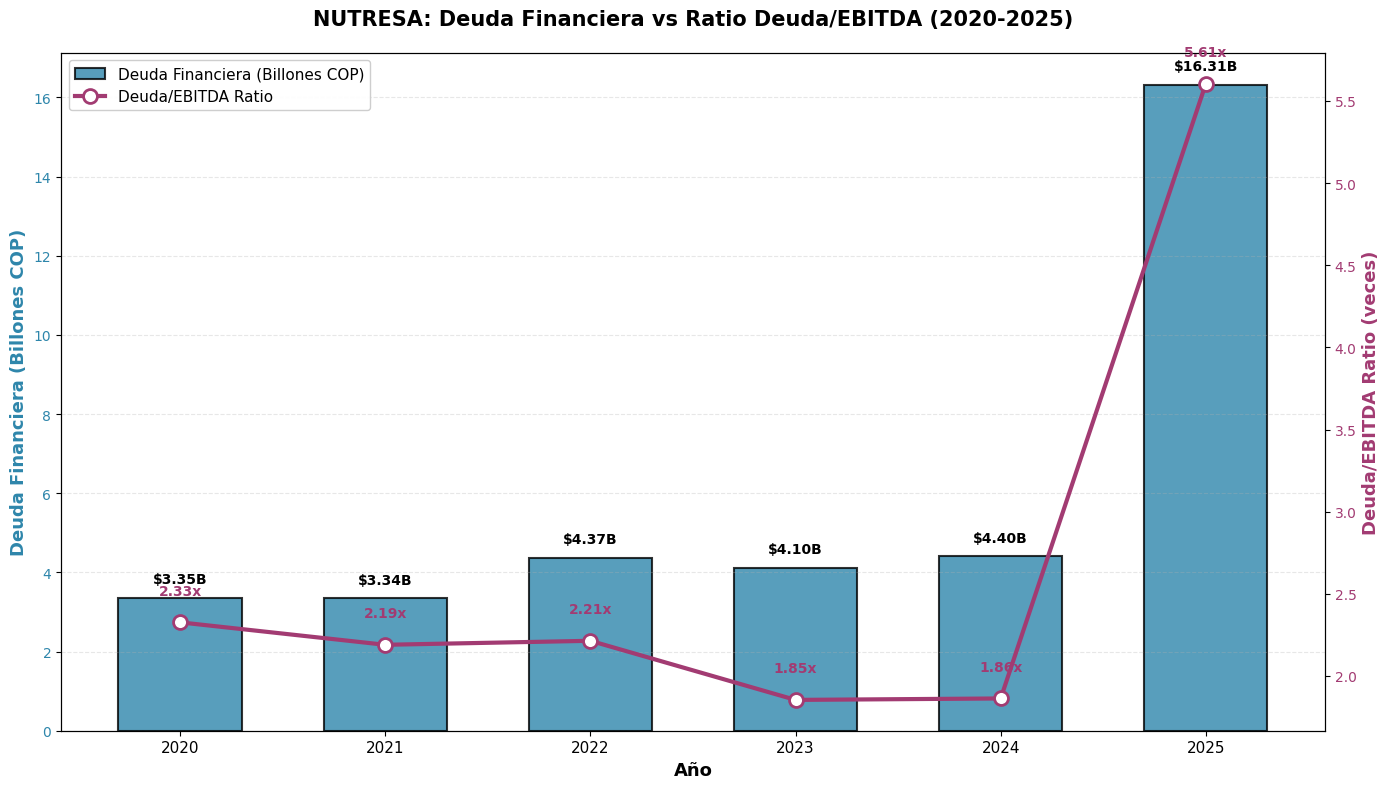 NUTRESA: Deuda Financiera vs Ratio Deuda/EBITDA (2020-2025)
Deuda Financiera (Billones COP)
Deuda/EBITDA Ratio
Deuda Financiera (Billones COP)
16
14
12
10
8
6
4
2
0
$3.35B
2.33x
$3.34B
2.19x
$4.37B
2.21x
$4.10B
1.85x
$4.40B
1.86x
5.61x
$16.31B
5.5
5.0
4.5
4.0
3.5
3.0
2.5
2.0
Deuda/EBITDA Ratio (veces)
2020
2021
2022
2023
2024
2025
Año